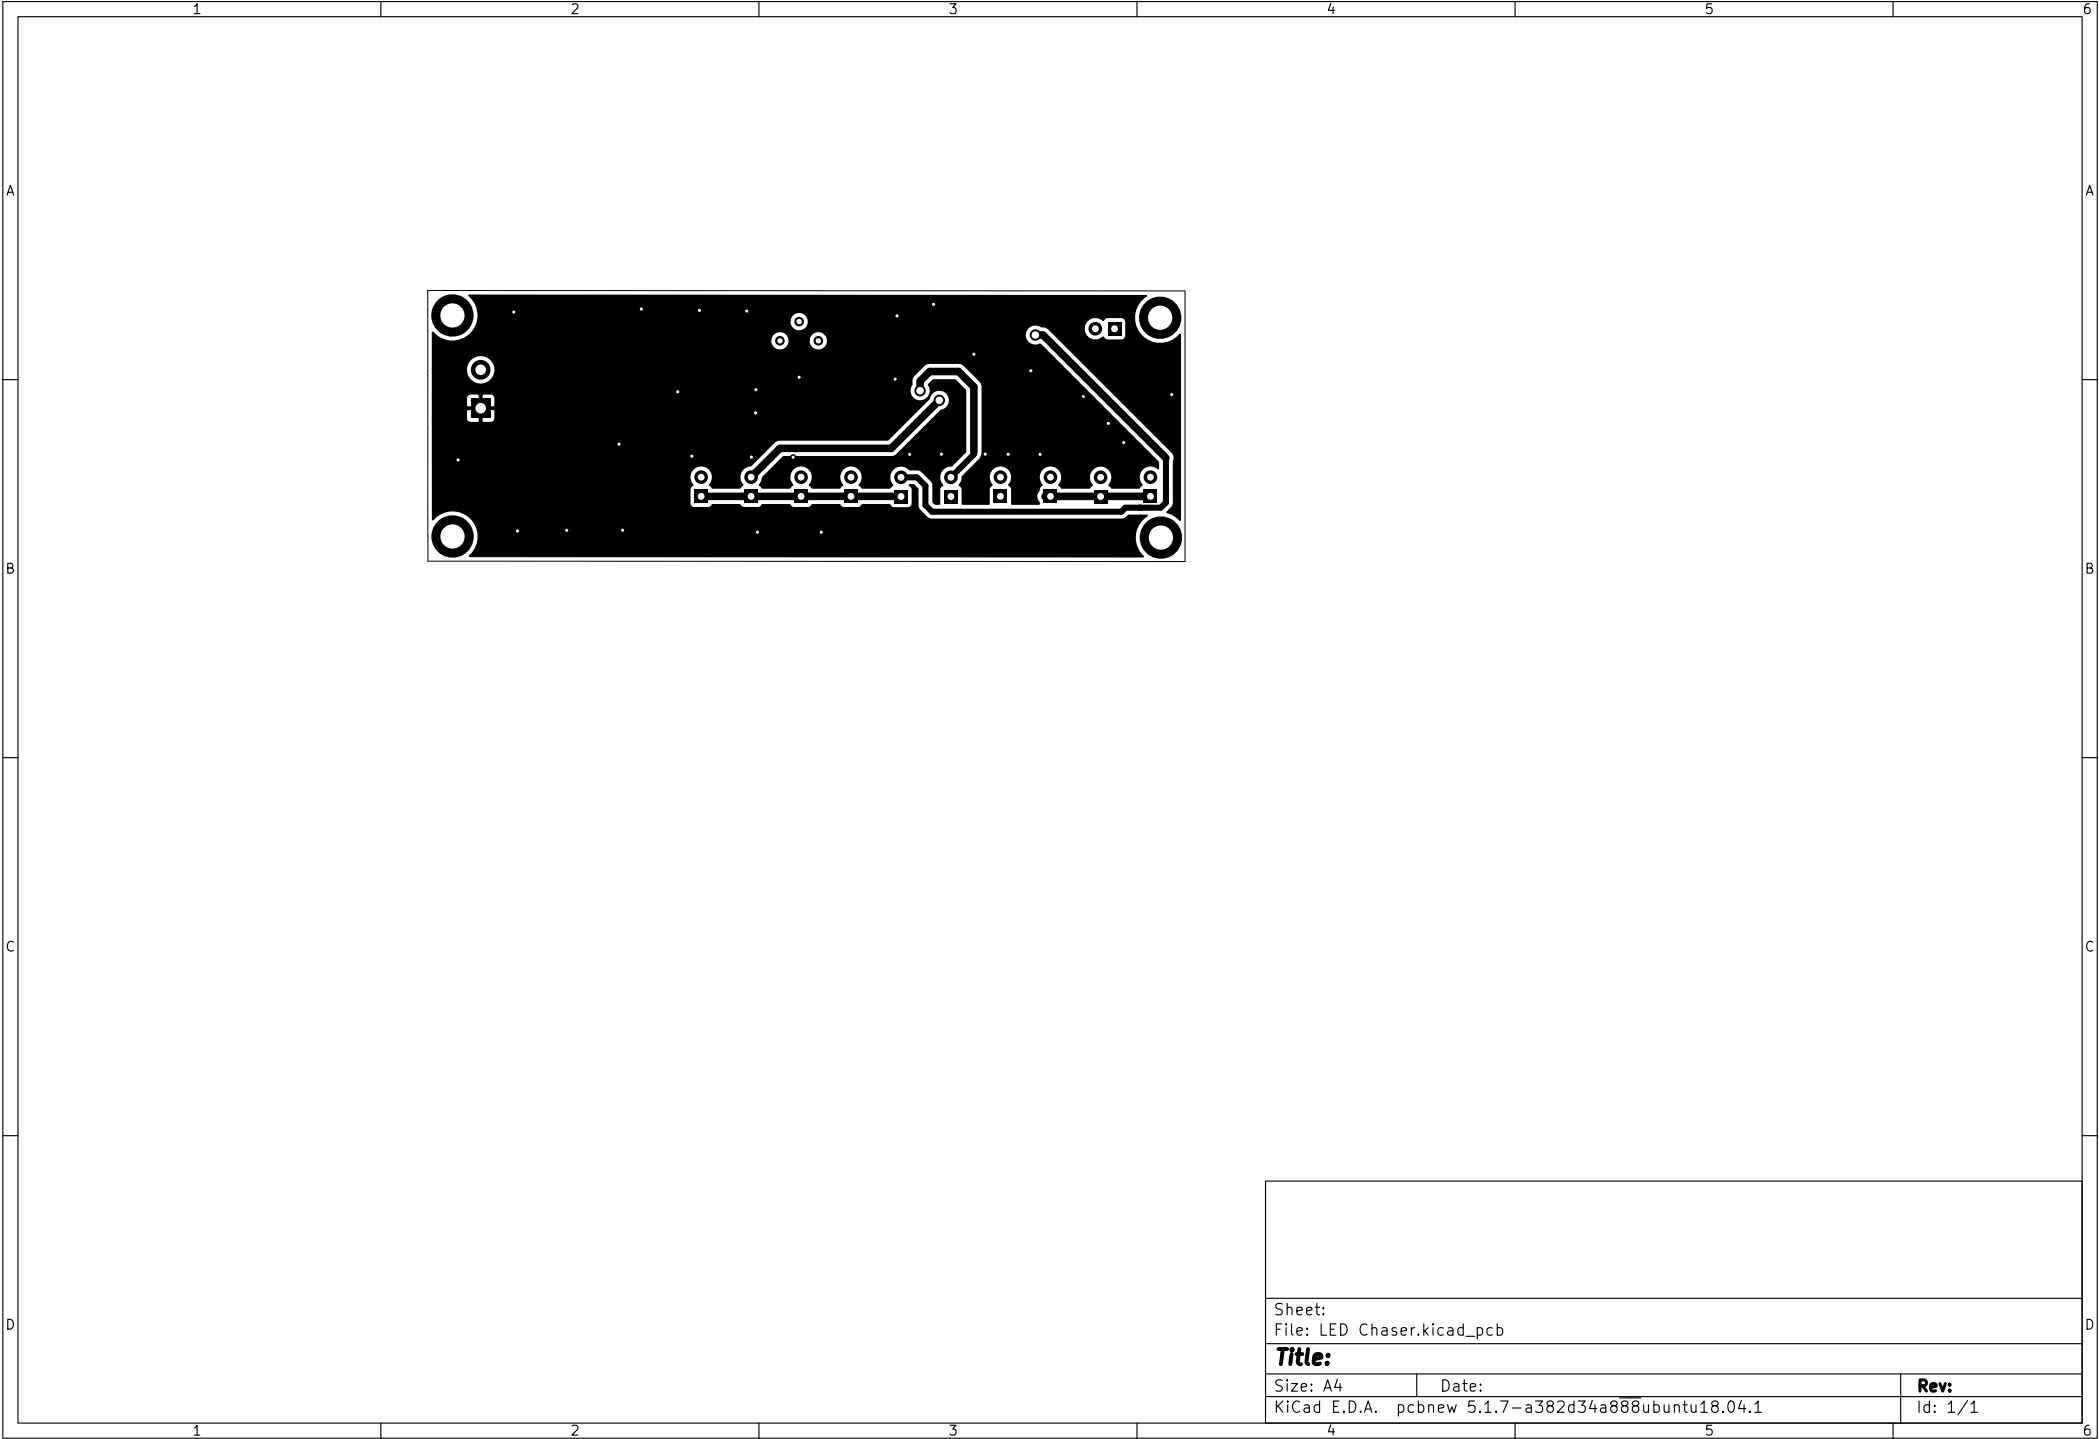 1 2 3 4 5 6
A A
B B
C C
D D
Sheet:
File: LED Chaser.kicad_pcb
Title:
Size: A4 Date: Rev:
KiCad E.D.A. pcbnew 5.1.7-a382d34a888ubuntu18.04.1 Id: 1/1
1 2 3 4 5 6